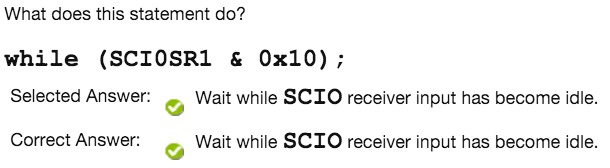 What does this statement do?
while (SCI0SR1 & 0x10);
Selected Answer: Wait while SCIO receiver input has become idle.
Correct Answer: Wait while SCIO receiver input has become idle.